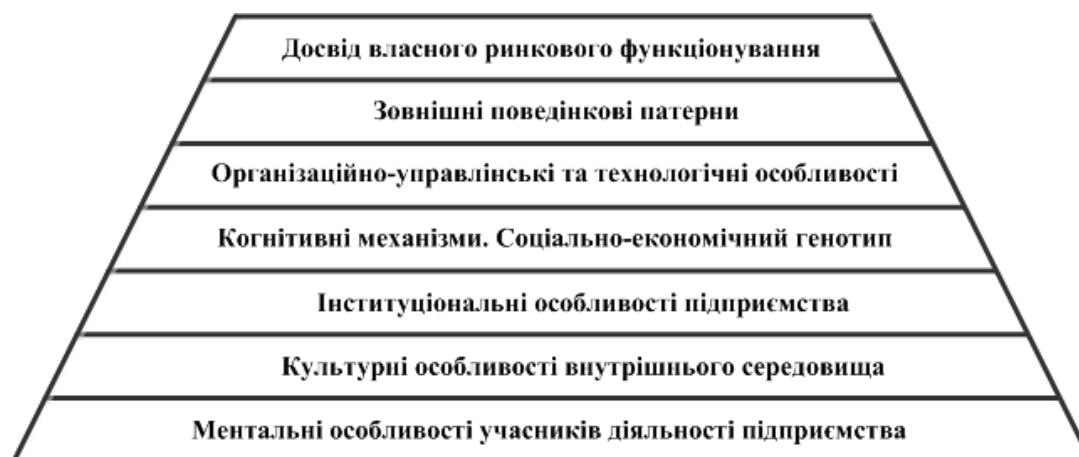 Досвід власного ринкового функціонування
Зовнішні поведінкові патерни
Організаційно-управлінські та технологічні особливості
Когнітивні механізми. Соціально-економічний генотип
Інституціональні особливості підприємства
Культурні особливості внутрішнього середовища
Ментальні особливості учасників діяльності підприємства